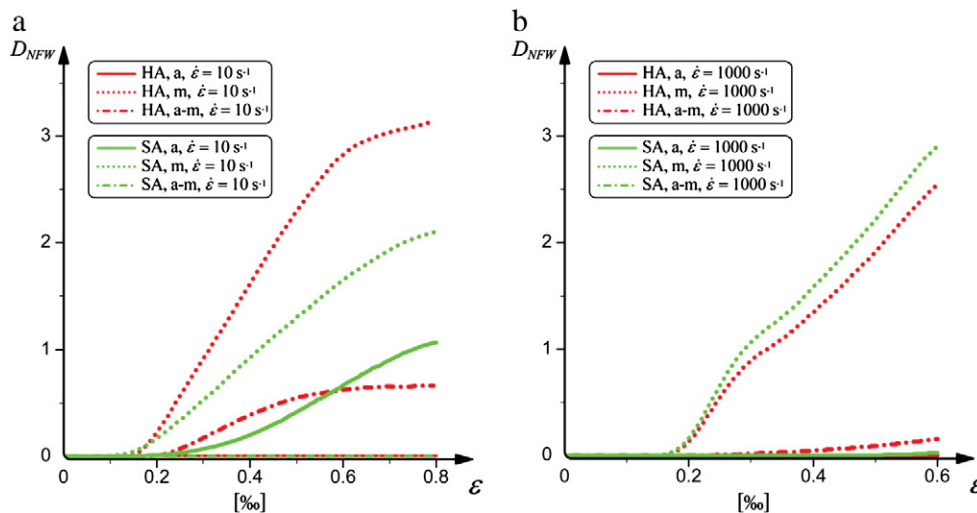 a
D_NFW
HA, a, ε̇ = 10 s⁻¹
HA, m, ε̇ = 10 s⁻¹
HA, a-m, ε̇ = 10 s⁻¹
SA, a, ε̇ = 10 s⁻¹
SA, m, ε̇ = 10 s⁻¹
SA, a-m, ε̇ = 10 s⁻¹
3
2
1
0
0 0.2 0.4 0.6 0.8 ε
[‰]
b
D_NFW
HA, a, ε̇ = 1000 s⁻¹
HA, m, ε̇ = 1000 s⁻¹
HA, a-m, ε̇ = 1000 s⁻¹
SA, a, ε̇ = 1000 s⁻¹
SA, m, ε̇ = 1000 s⁻¹
SA, a-m, ε̇ = 1000 s⁻¹
3
2
1
0
0 0.2 0.4 0.6 ε
[‰]